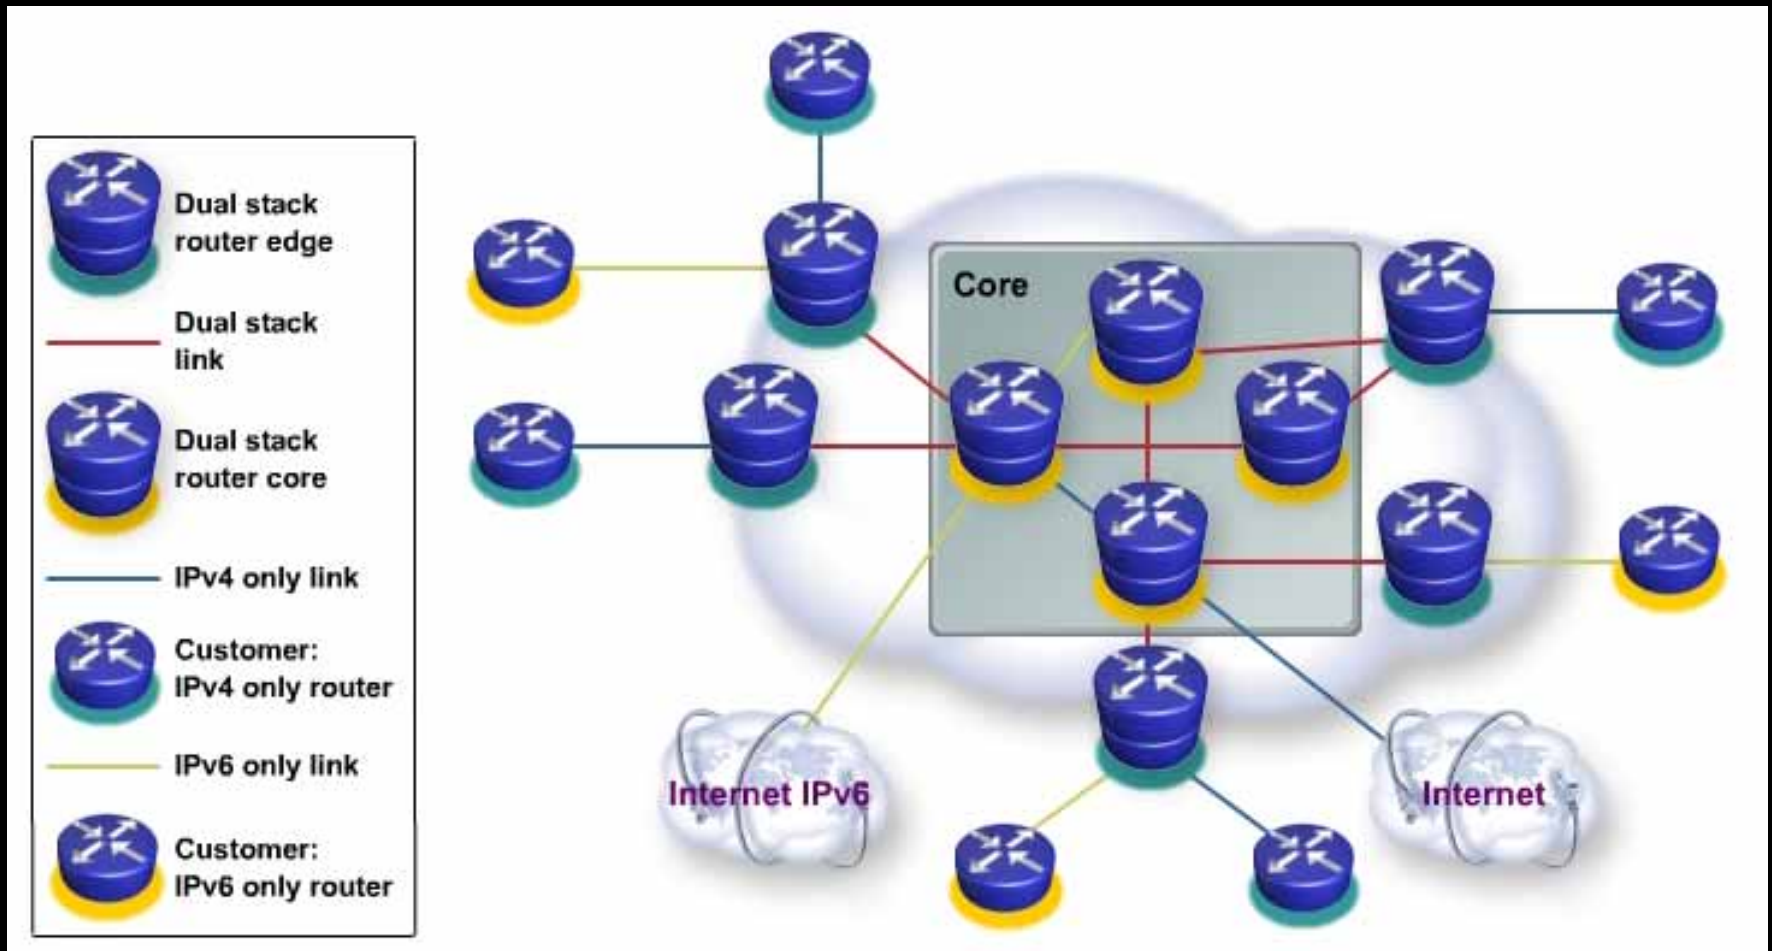 Dual stack
router edge
Dual stack
link
Dual stack
router core
IPv4 only link
Customer:
IPv4 only router
IPv6 only link
Customer:
IPv6 only router
Core
Internet IPv6
Internet